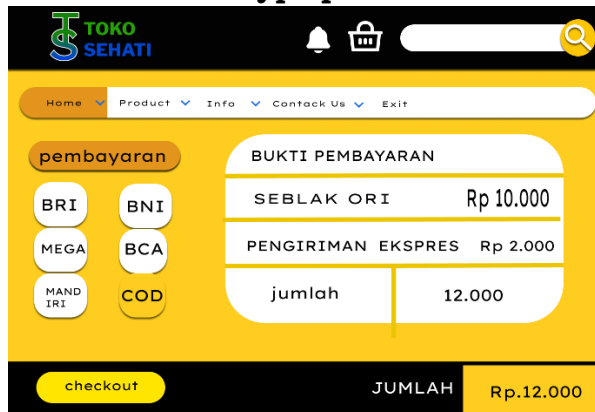 TOKO
SEHATI
Home Product Info Contack Us Exit
pembayaran
BRI
BNI
MEGA
BCA
MAND
IRI
COD
BUKTI PEMBAYARAN
SEBLAK ORI Rp 10.000
PENGIRIMAN EKSPRES Rp 2.000
jumlah 12.000
checkout
JUMLAH Rp.12.000